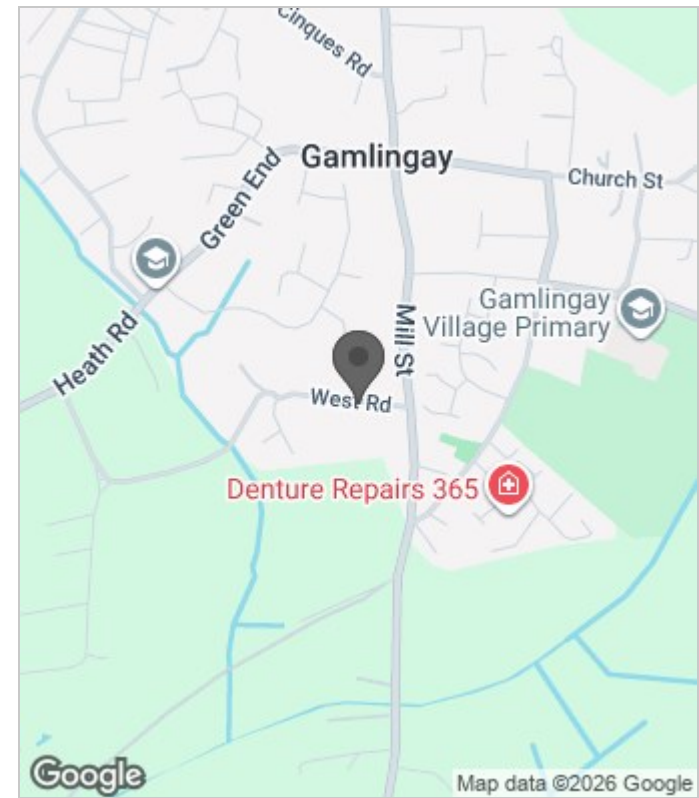 Cinques Rd
Gamlingay
Green End
Church St
Heath Rd
Mill St
Gamlingay
Village Primary
West Rd
Denture Repairs 365
Google
Map data ©2026 Google